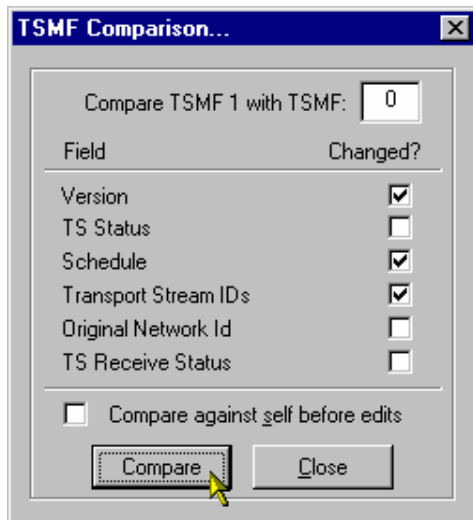 TSMF Comparison...
Compare TSMF 1 with TSMF: 0
Field Changed?
Version
TS Status
Schedule
Transport Stream IDs
Original Network Id
TS Receive Status
Compare against self before edits
Compare Close